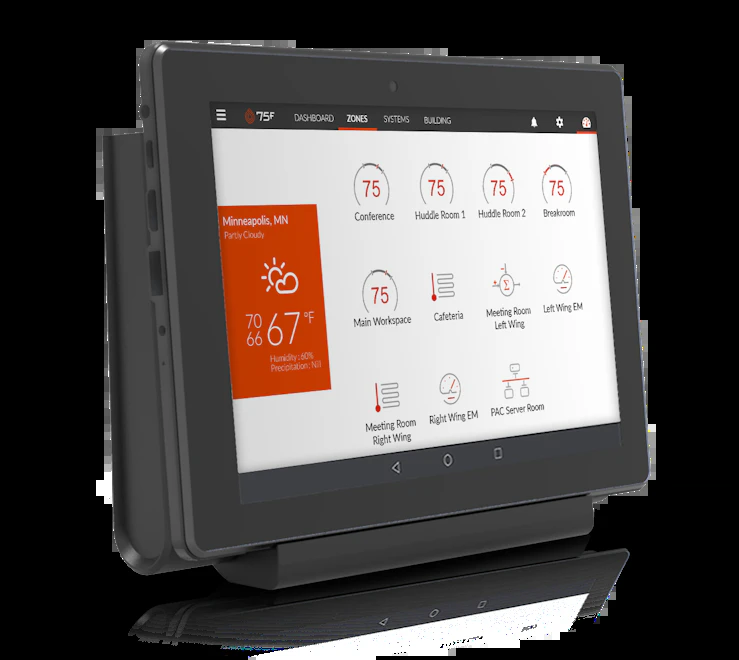 75F DASHBOARD ZONES SYSTEMS BUILDING
Minneapolis, MN
Partly Cloudy
70
66
67 °F
Humidity : 60%
Precipitation : Nil
75 75 75 75
Conference Huddle Room 1 Huddle Room 2 Breakroom
75 Σ
Main Workspace Cafeteria Meeting Room Left Wing EM
Left Wing
Meeting Room Right Wing EM PAC Server Room
Right Wing